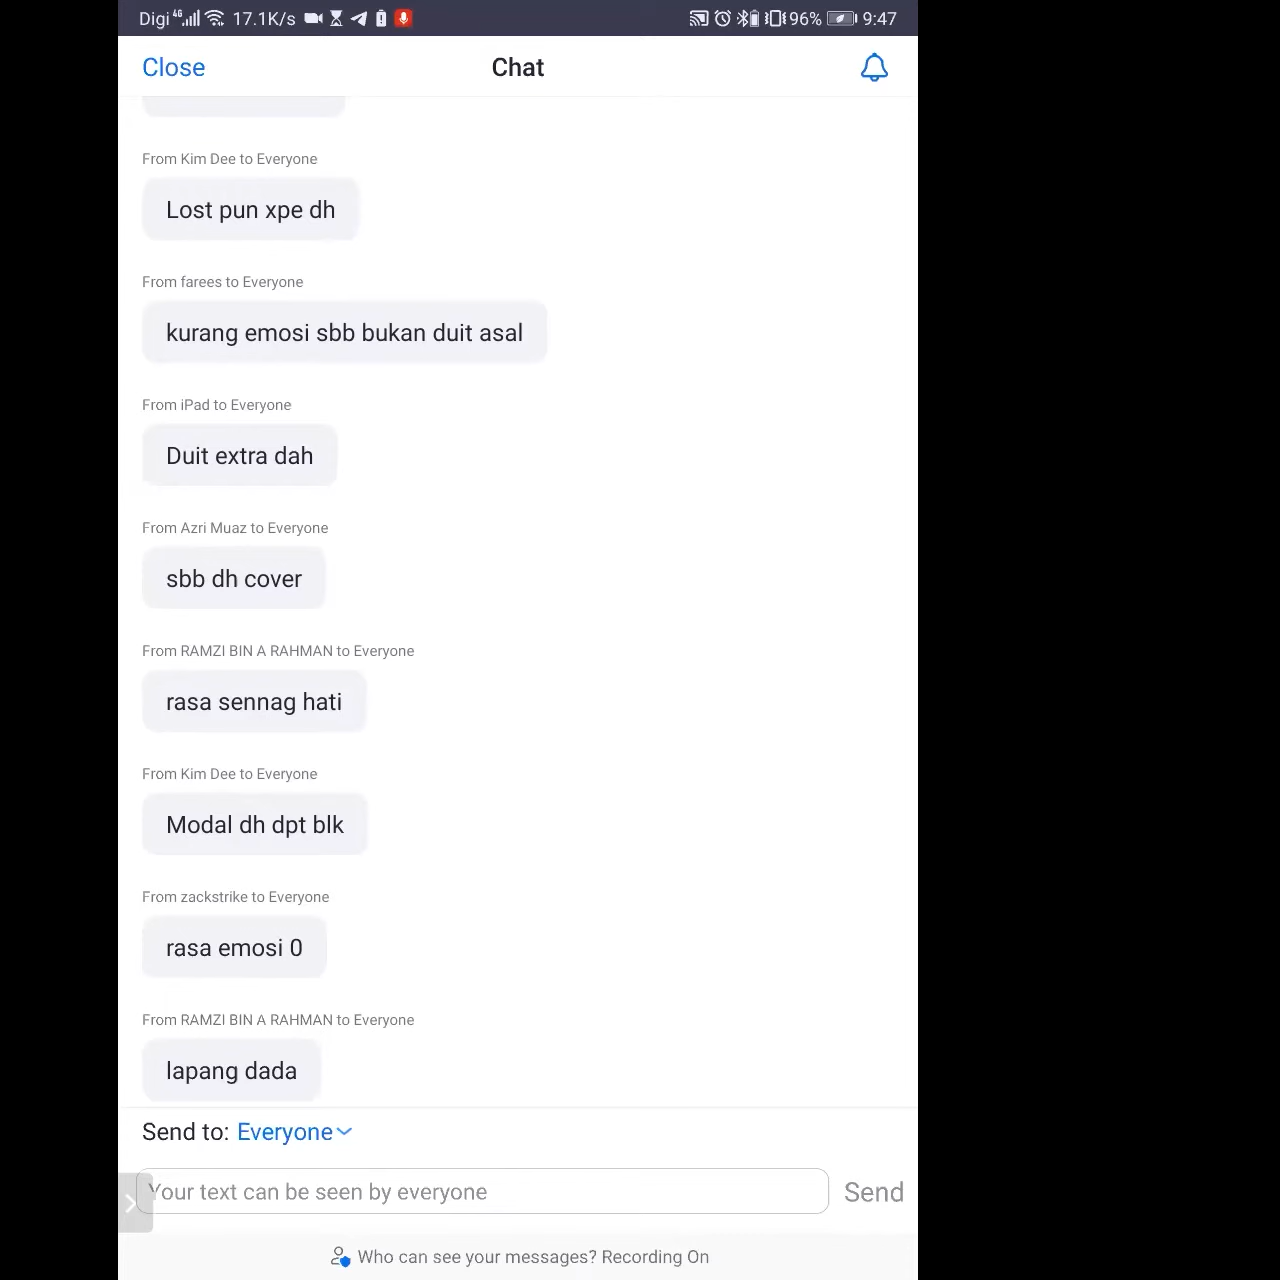 Digi 4G 17.1K/s 96% 9:47
Close Chat
From Kim Dee to Everyone
Lost pun xpe dh
From farees to Everyone
kurang emosi sbb bukan duit asal
From iPad to Everyone
Duit extra dah
From Azri Muaz to Everyone
sbb dh cover
From RAMZI BIN A RAHMAN to Everyone
rasa sennag hati
From Kim Dee to Everyone
Modal dh dpt blk
From zackstrike to Everyone
rasa emosi 0
From RAMZI BIN A RAHMAN to Everyone
lapang dada
Send to: Everyone
Your text can be seen by everyone Send
Who can see your messages? Recording On